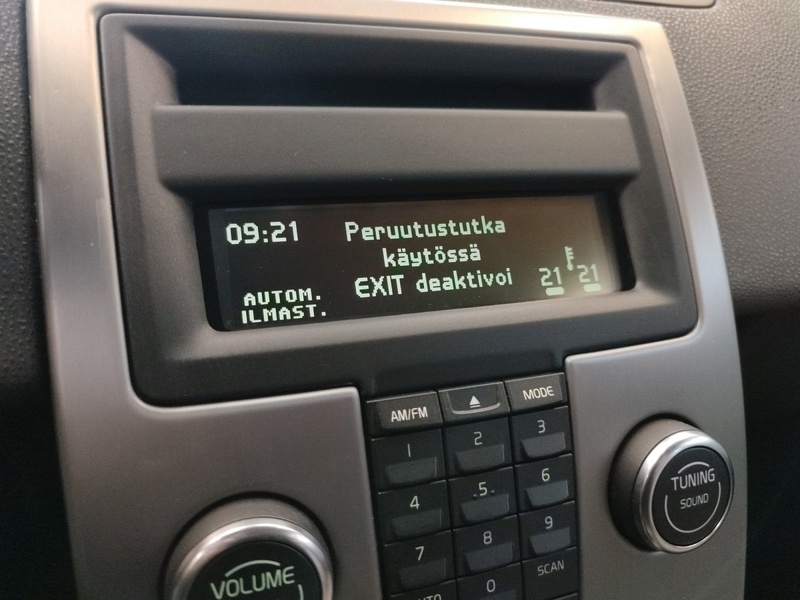 09:21
Peruutustutka
käytössä
EXIT deaktivoi
AUTOM.
ILMAST.
21 21
AM/FM
MODE
1 2 3
4 -5- 6
7 8 9
0 SCAN
VOLUME
TUNING
SOUND